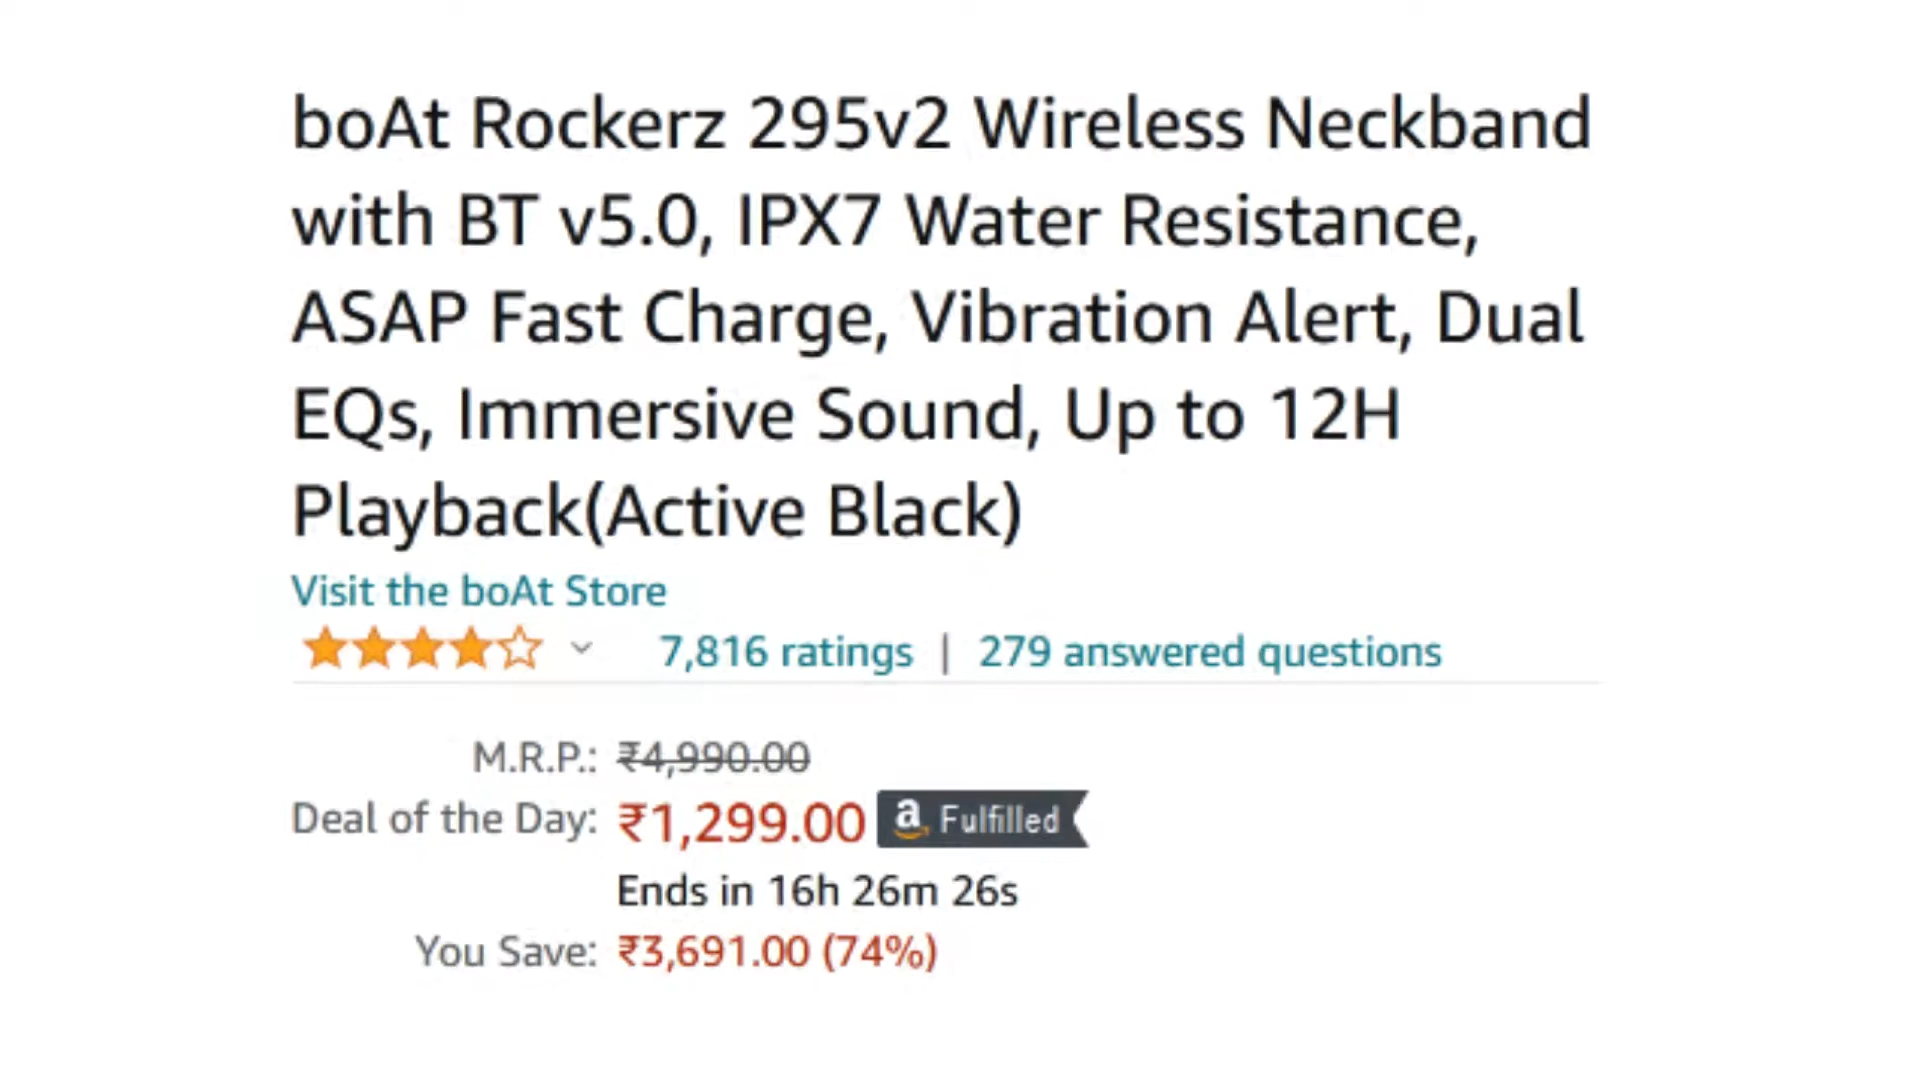 boAt Rockerz 295v2 Wireless Neckband
with BT v5.0, IPX7 Water Resistance,
ASAP Fast Charge, Vibration Alert, Dual
EQs, Immersive Sound, Up to 12H
Playback(Active Black)
Visit the boAt Store
7,816 ratings | 279 answered questions
M.R.P.: ₹4,990.00
Deal of the Day: ₹1,299.00 a Fulfilled
Ends in 16h 26m 26s
You Save: ₹3,691.00 (74%)